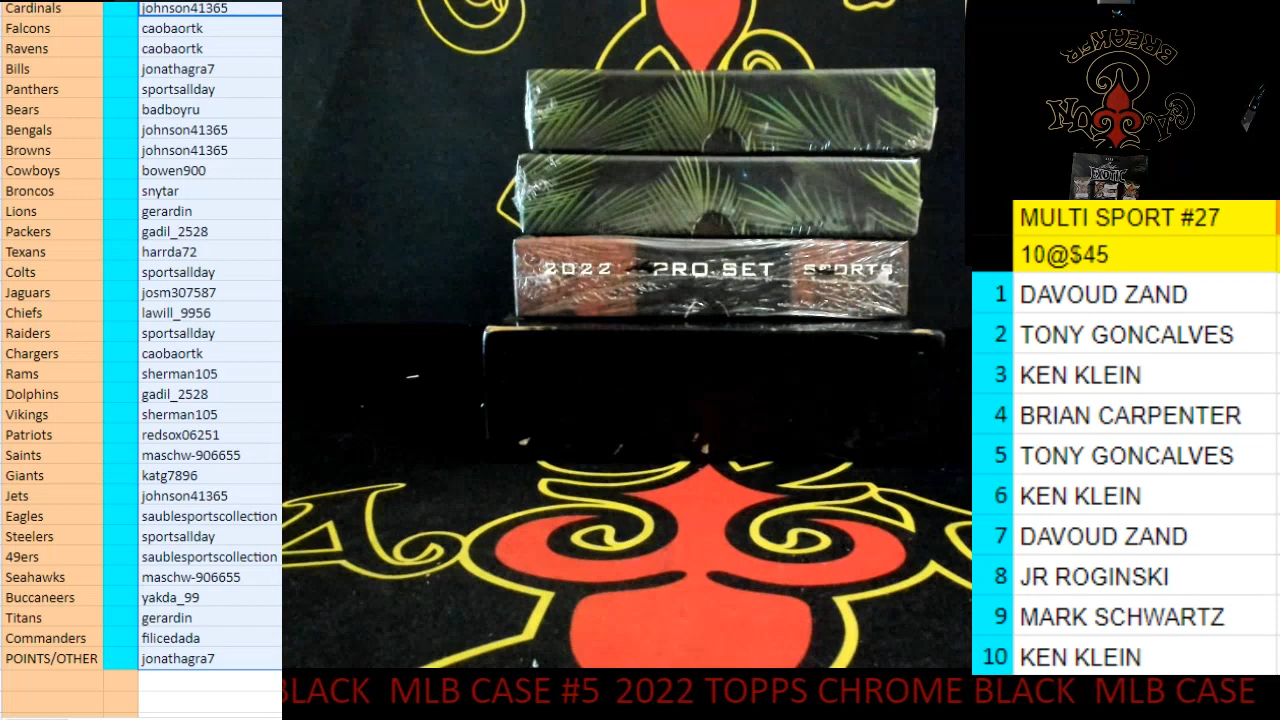 Cardinals johnson41365
Falcons caobaortk
Ravens caobaortk
Bills jonathagra7
Panthers sportsallday
Bears badboyru
Bengals johnson41365
Browns johnson41365
Cowboys bowen900
Broncos snytar
Lions gerardin
Packers gadil_2528
Texans harrda72
Colts sportsallday
Jaguars josm307587
Chiefs lawill_9956
Raiders sportsallday
Chargers caobaortk
Rams sherman105
Dolphins gadil_2528
Vikings sherman105
Patriots redsox06251
Saints maschw-906655
Giants katg7896
Jets johnson41365
Eagles saublesportscollection
Steelers sportsallday
49ers saublesportscollection
Seahawks maschw-906655
Buccaneers yakda_99
Titans gerardin
Commanders filicedada
POINTS/OTHER jonathagra7
2022 PRO SET SPORTS
BREAKER
EXOTIC
MULTI SPORT #27
10@$45
1 DAVOUD ZAND
2 TONY GONCALVES
3 KEN KLEIN
4 BRIAN CARPENTER
5 TONY GONCALVES
6 KEN KLEIN
7 DAVOUD ZAND
8 JR ROGINSKI
9 MARK SCHWARTZ
10 KEN KLEIN
BLACK MLB CASE #5 2022 TOPPS CHROME BLACK MLB CASE